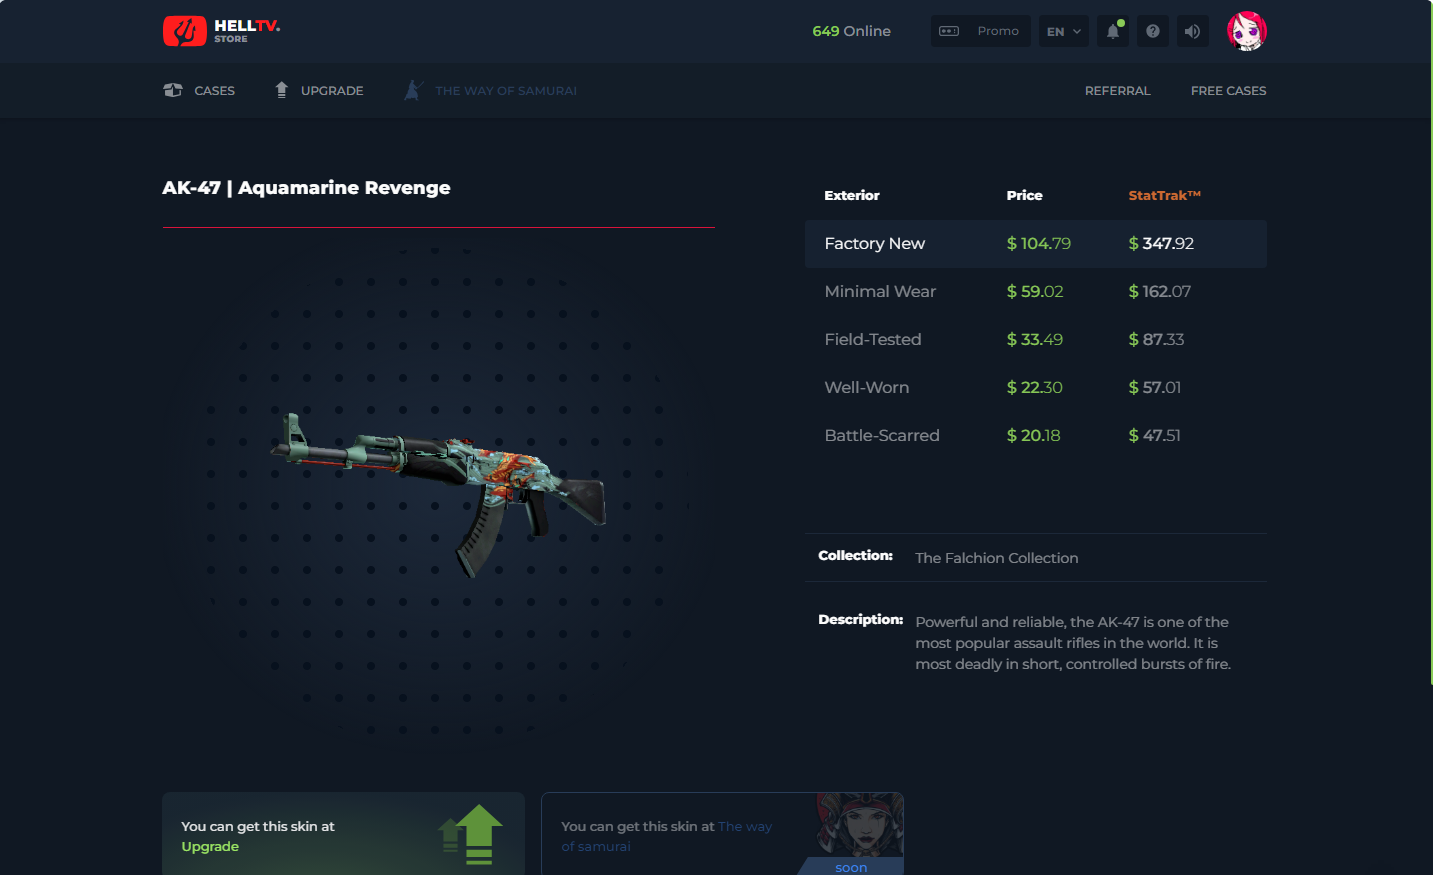 HELLTV.
STORE
649 Online
Promo
EN
CASES
UPGRADE
THE WAY OF SAMURAI
REFERRAL
FREE CASES
AK-47 | Aquamarine Revenge
Exterior Price StatTrak™
Factory New $ 104.79 $ 347.92
Minimal Wear $ 59.02 $ 162.07
Field-Tested $ 33.49 $ 87.33
Well-Worn $ 22.30 $ 57.01
Battle-Scarred $ 20.18 $ 47.51
Collection: The Falchion Collection
Description: Powerful and reliable, the AK-47 is one of the
most popular assault rifles in the world. It is
most deadly in short, controlled bursts of fire.
You can get this skin at
Upgrade
You can get this skin at The way
of samurai
soon